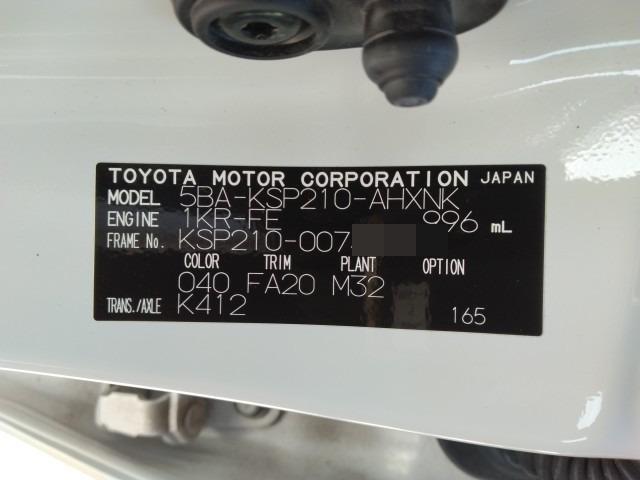 TOYOTA MOTOR CORPORATION JAPAN
MODEL 5BA-KSP210-AHXNK
ENGINE 1KR-FE 996 mL
FRAME No. KSP210-007
COLOR TRIM PLANT OPTION
040 FA20 M32
TRANS./AXLE K412 165